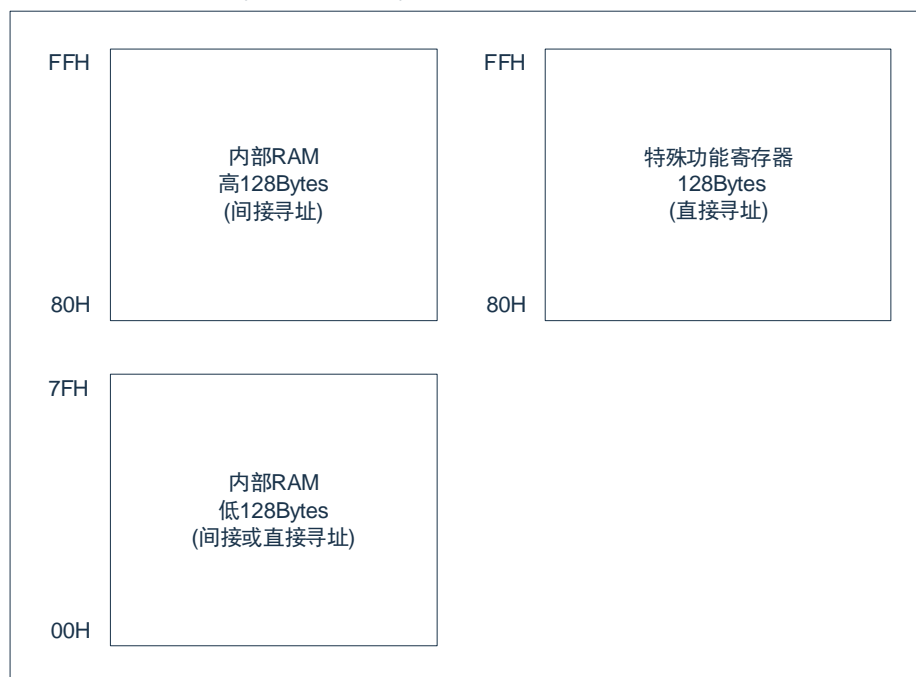 FFH
内部RAM
高128Bytes
(间接寻址)
80H
FFH
特殊功能寄存器
128Bytes
(直接寻址)
80H
7FH
内部RAM
低128Bytes
(间接或直接寻址)
00H